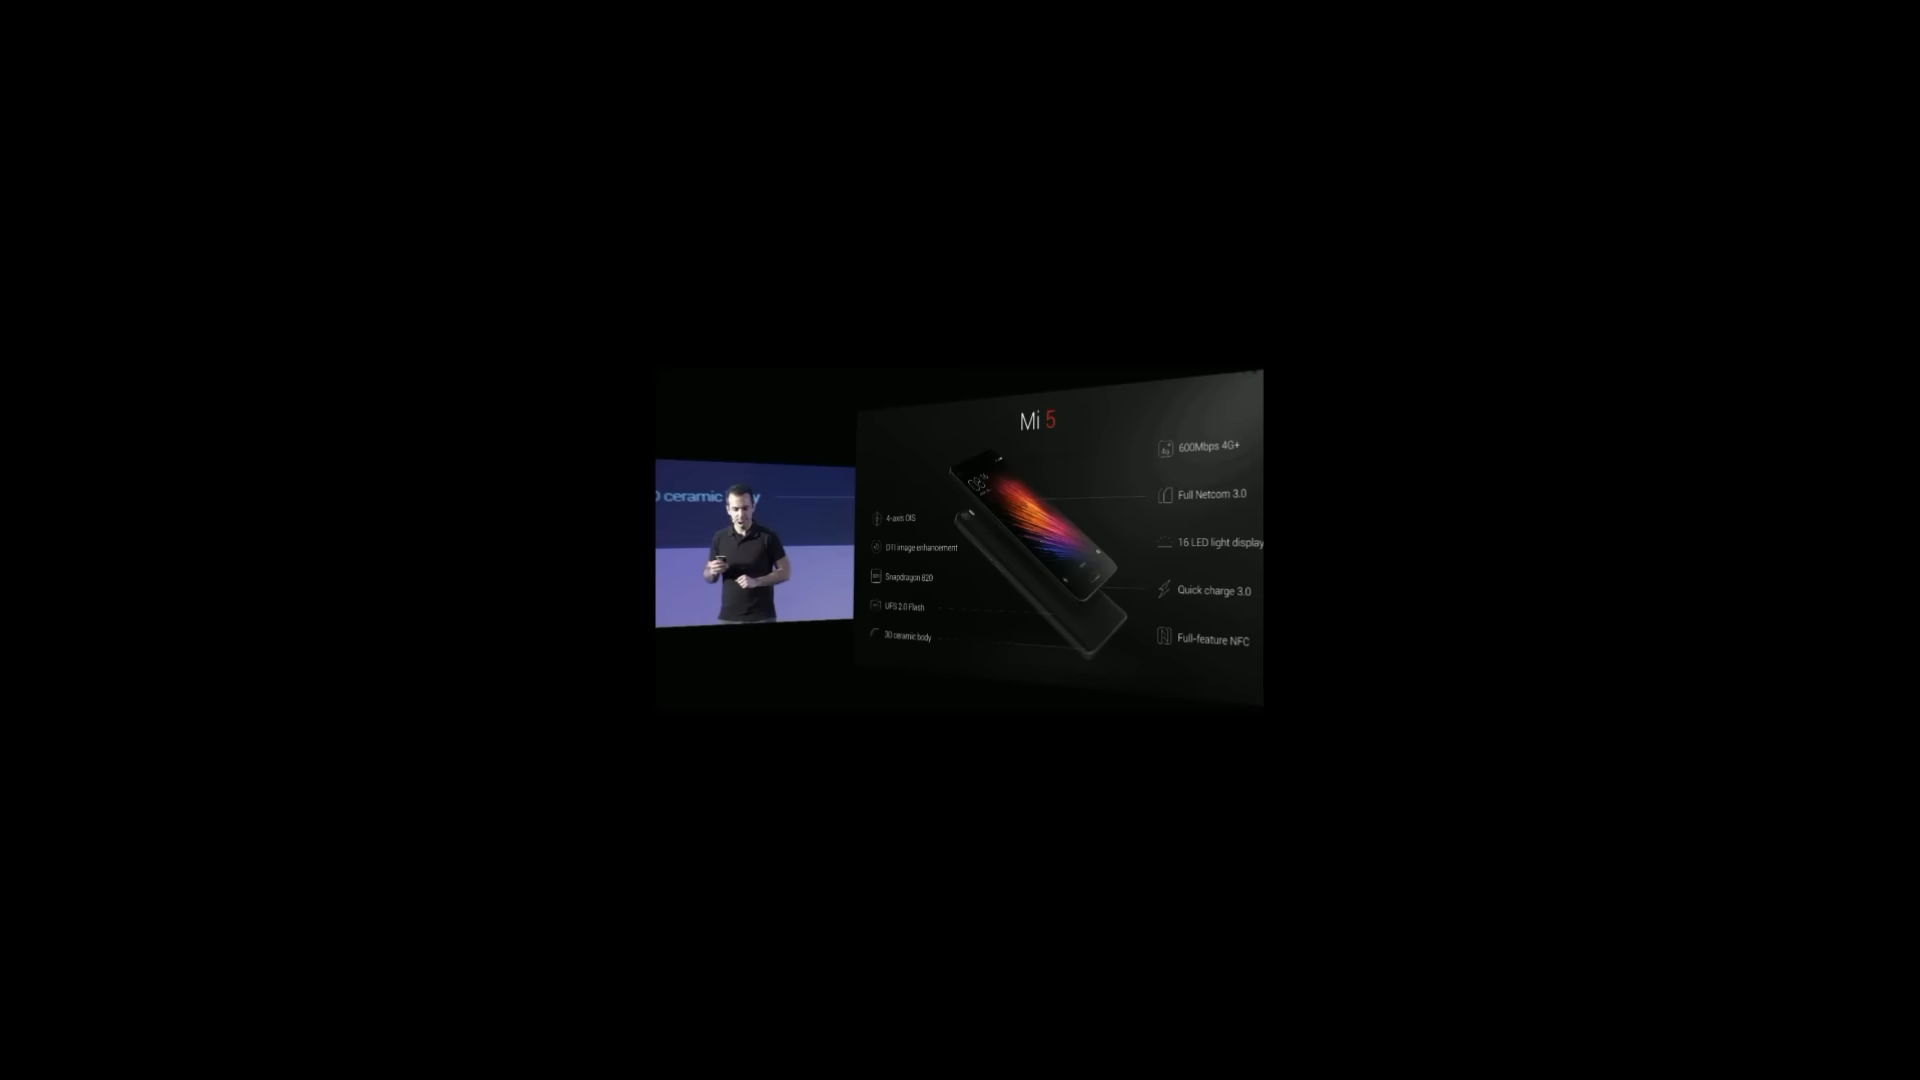 Mi 5
ceramic
4-axis OIS
DTI image enhancement
Snapdragon 820
UFS 2.0 Flash
3D ceramic body
600Mbps 4G+
Full Netcom 3.0
16 LED light display
Quick charge 3.0
Full-feature NFC